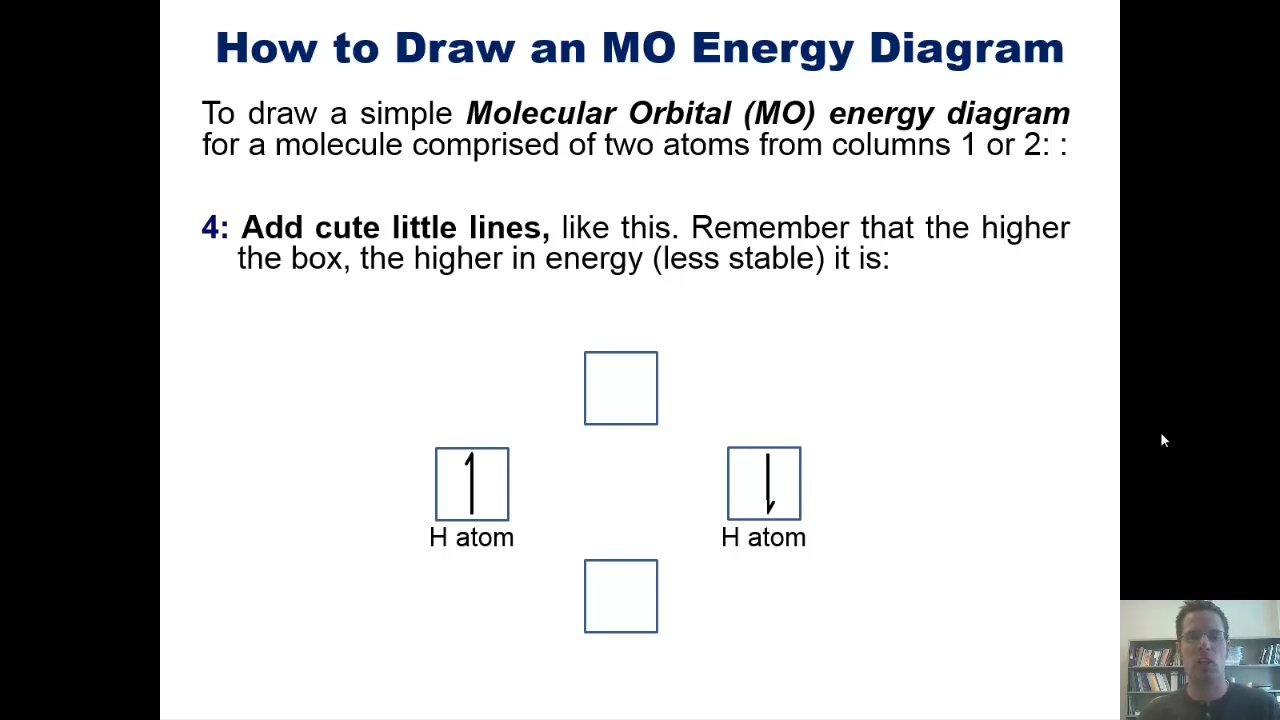 How to Draw an MO Energy Diagram
To draw a simple Molecular Orbital (MO) energy diagram
for a molecule comprised of two atoms from columns 1 or 2: :
4: Add cute little lines, like this. Remember that the higher
the box, the higher in energy (less stable) it is:
H atom
H atom